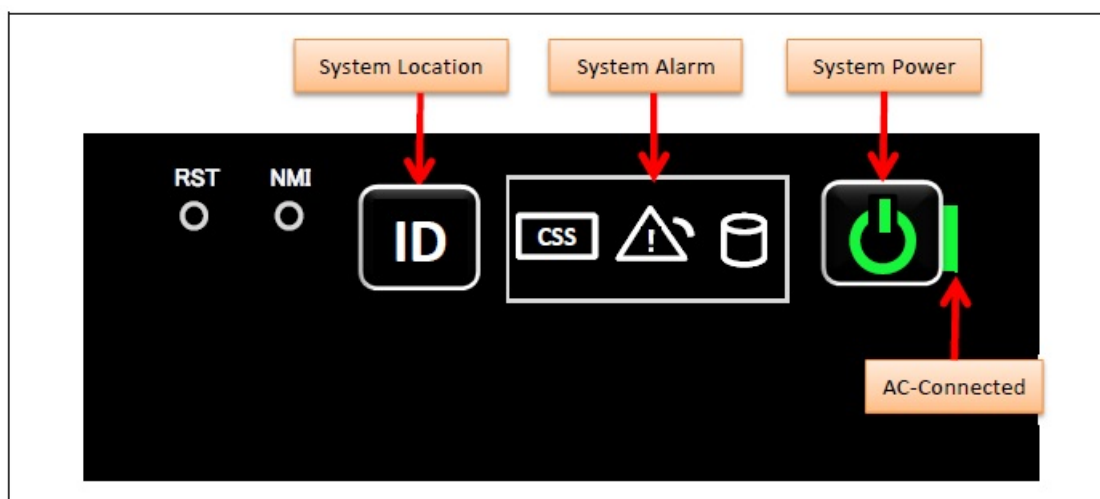 System Location
System Alarm
System Power
RST
NMI
ID
CSS
!
AC-Connected